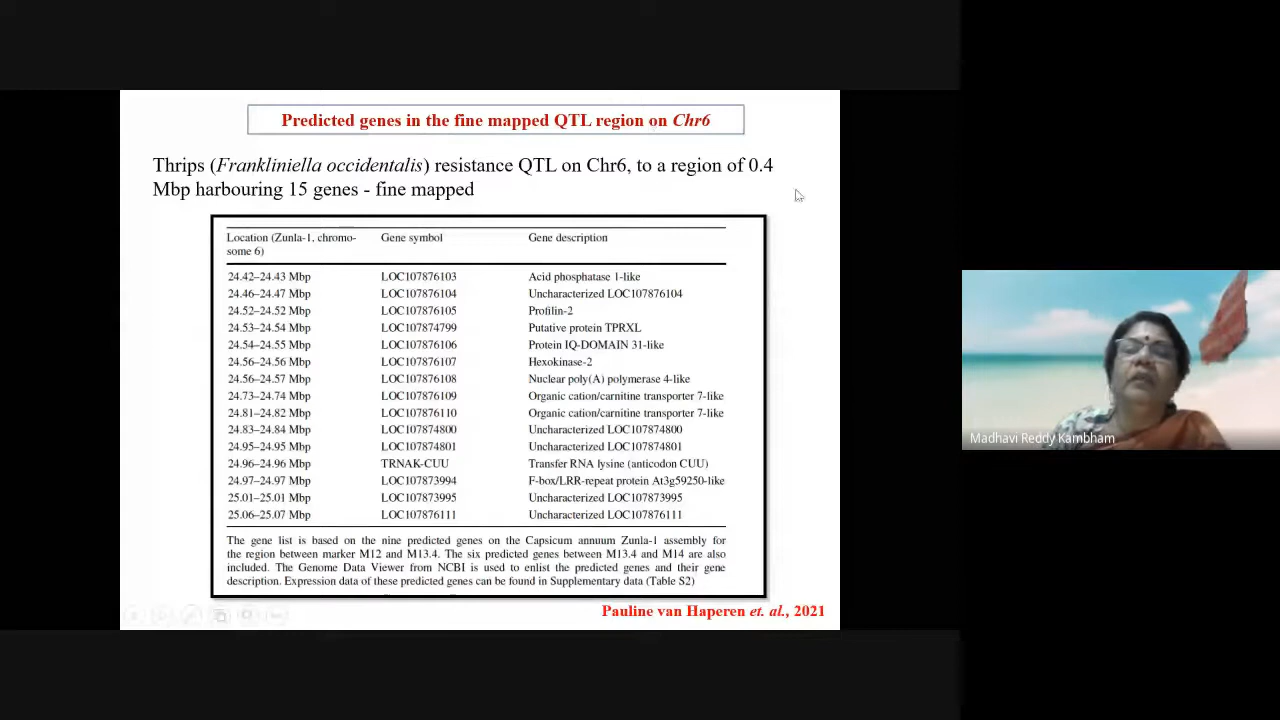 Predicted genes in the fine mapped QTL region on Chr6
Thrips (Frankliniella occidentalis) resistance QTL on Chr6, to a region of 0.4
Mbp harbouring 15 genes - fine mapped
Location (Zunla-1, chromo-
some 6) Gene symbol Gene description
24.42–24.43 Mbp LOC107876103 Acid phosphatase 1-like
24.46–24.47 Mbp LOC107876104 Uncharacterized LOC107876104
24.52–24.52 Mbp LOC107876105 Profilin-2
24.53–24.54 Mbp LOC107874799 Putative protein TPRXL
24.54–24.55 Mbp LOC107876106 Protein IQ-DOMAIN 31-like
24.56–24.56 Mbp LOC107876107 Hexokinase-2
24.56–24.57 Mbp LOC107876108 Nuclear poly(A) polymerase 4-like
24.73–24.74 Mbp LOC107876109 Organic cation/carnitine transporter 7-like
24.81–24.82 Mbp LOC107876110 Organic cation/carnitine transporter 7-like
24.83–24.84 Mbp LOC107874800 Uncharacterized LOC107874800
24.95–24.95 Mbp LOC107874801 Uncharacterized LOC107874801
24.96–24.96 Mbp TRNAK-CUU Transfer RNA lysine (anticodon CUU)
24.97–24.97 Mbp LOC107873994 F-box/LRR-repeat protein At3g59250-like
25.01–25.01 Mbp LOC107873995 Uncharacterized LOC107873995
25.06–25.07 Mbp LOC107876111 Uncharacterized LOC107876111
The gene list is based on the nine predicted genes on the Capsicum annuum Zunla-1 assembly for
the region between marker M12 and M13.4. The six predicted genes between M13.4 and M14 are also
included. The Genome Data Viewer from NCBI is used to enlist the predicted genes and their gene
description. Expression data of these predicted genes can be found in Supplementary data (Table S2)
Pauline van Haperen et. al., 2021
Madhavi Reddy Kambham